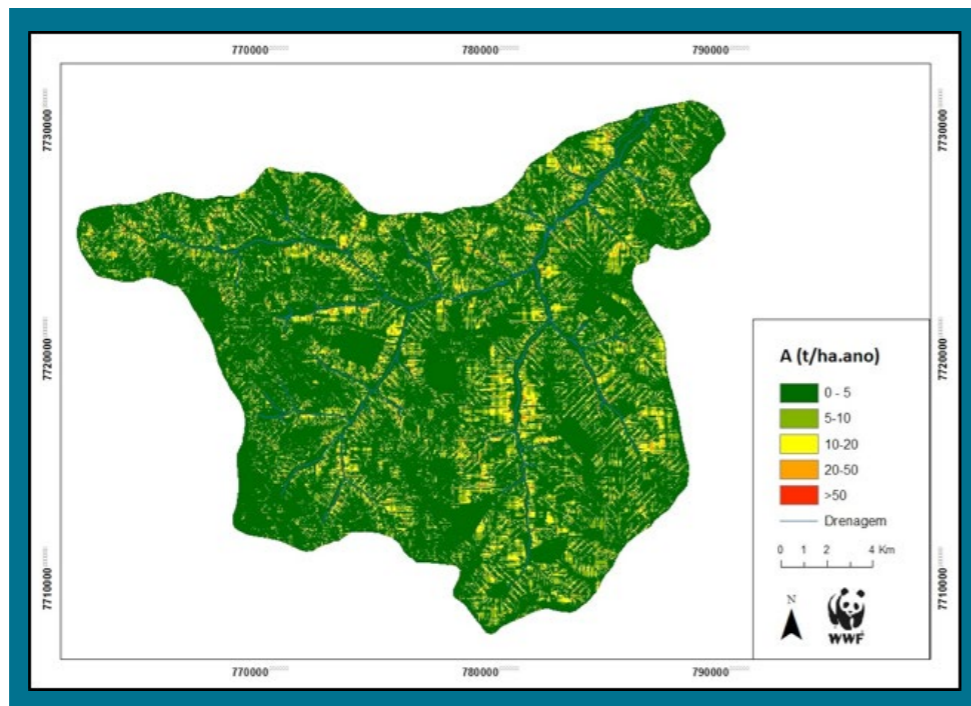 770000 780000 790000
7730000 7730000
7720000 7720000
A (t/ha.ano)
0 - 5
5-10
10-20
20-50
>50
Drenagem
0 1 2 4 Km
N
WWF
7710000 7710000
770000 780000 790000